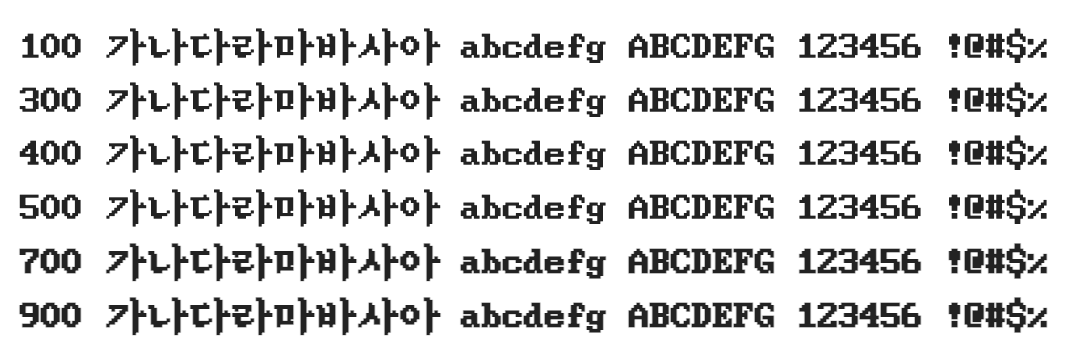 100 가나다라마바사아 abcdefg ABCDEFG 123456 !@#$%
300 가나다라마바사아 abcdefg ABCDEFG 123456 !@#$%
400 가나다라마바사아 abcdefg ABCDEFG 123456 !@#$%
500 가나다라마바사아 abcdefg ABCDEFG 123456 !@#$%
700 가나다라마바사아 abcdefg ABCDEFG 123456 !@#$%
900 가나다라마바사아 abcdefg ABCDEFG 123456 !@#$%